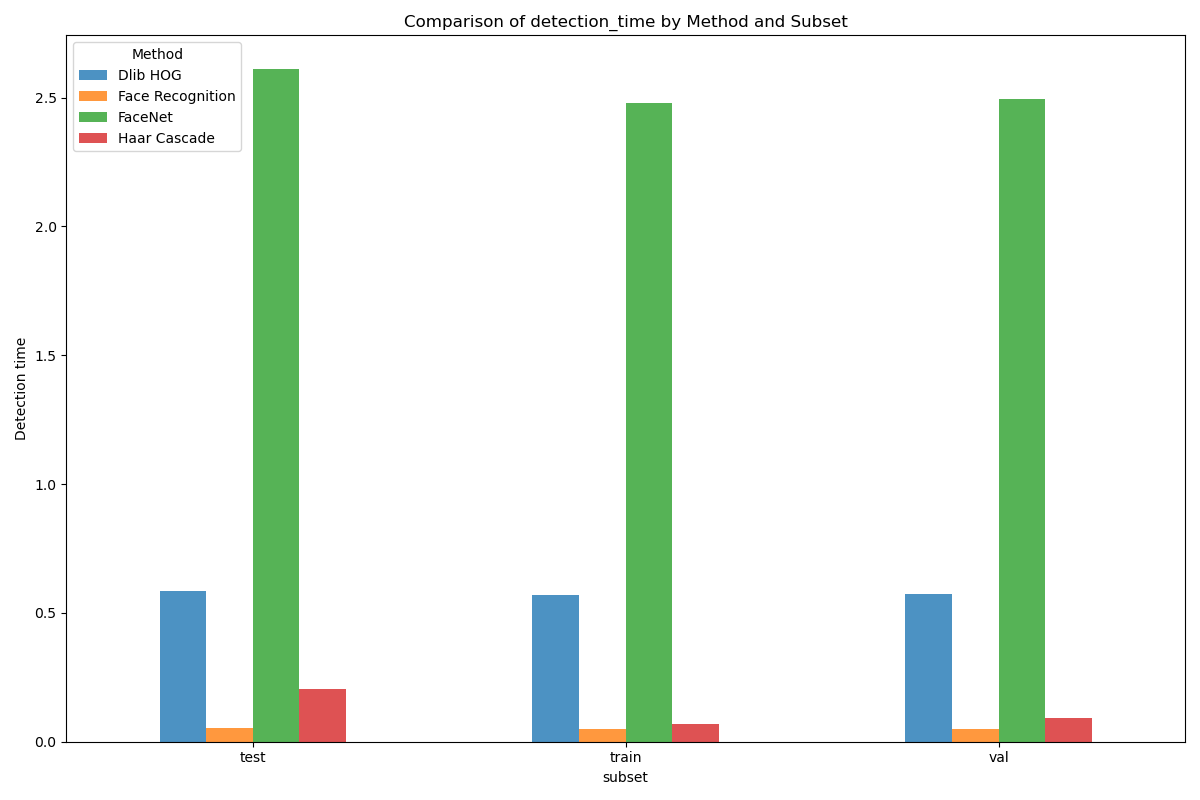 Comparison of detection_time by Method and Subset
Method
Dlib HOG
Face Recognition
FaceNet
Haar Cascade
Detection time
2.5
2.0
1.5
1.0
0.5
0.0
test
train
val
subset